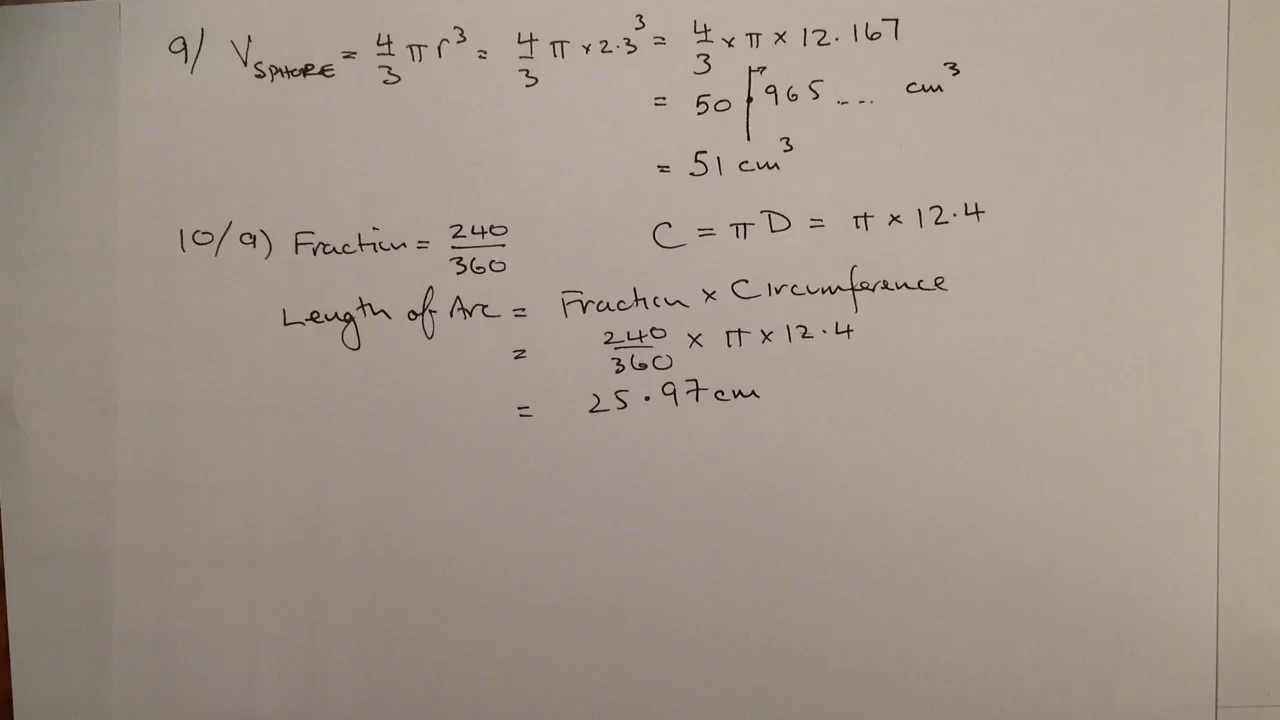 9/ V_SPHERE = 4/3 π r³ = 4/3 π × 2·3³ = 4/3 × π × 12.167
= 50|965 .... cm³
= 51 cm³
10/a) Fraction = 240/360 C = πD = π × 12.4
Length of Arc = Fraction × Circumference
= 240/360 × π × 12.4
= 25.97cm